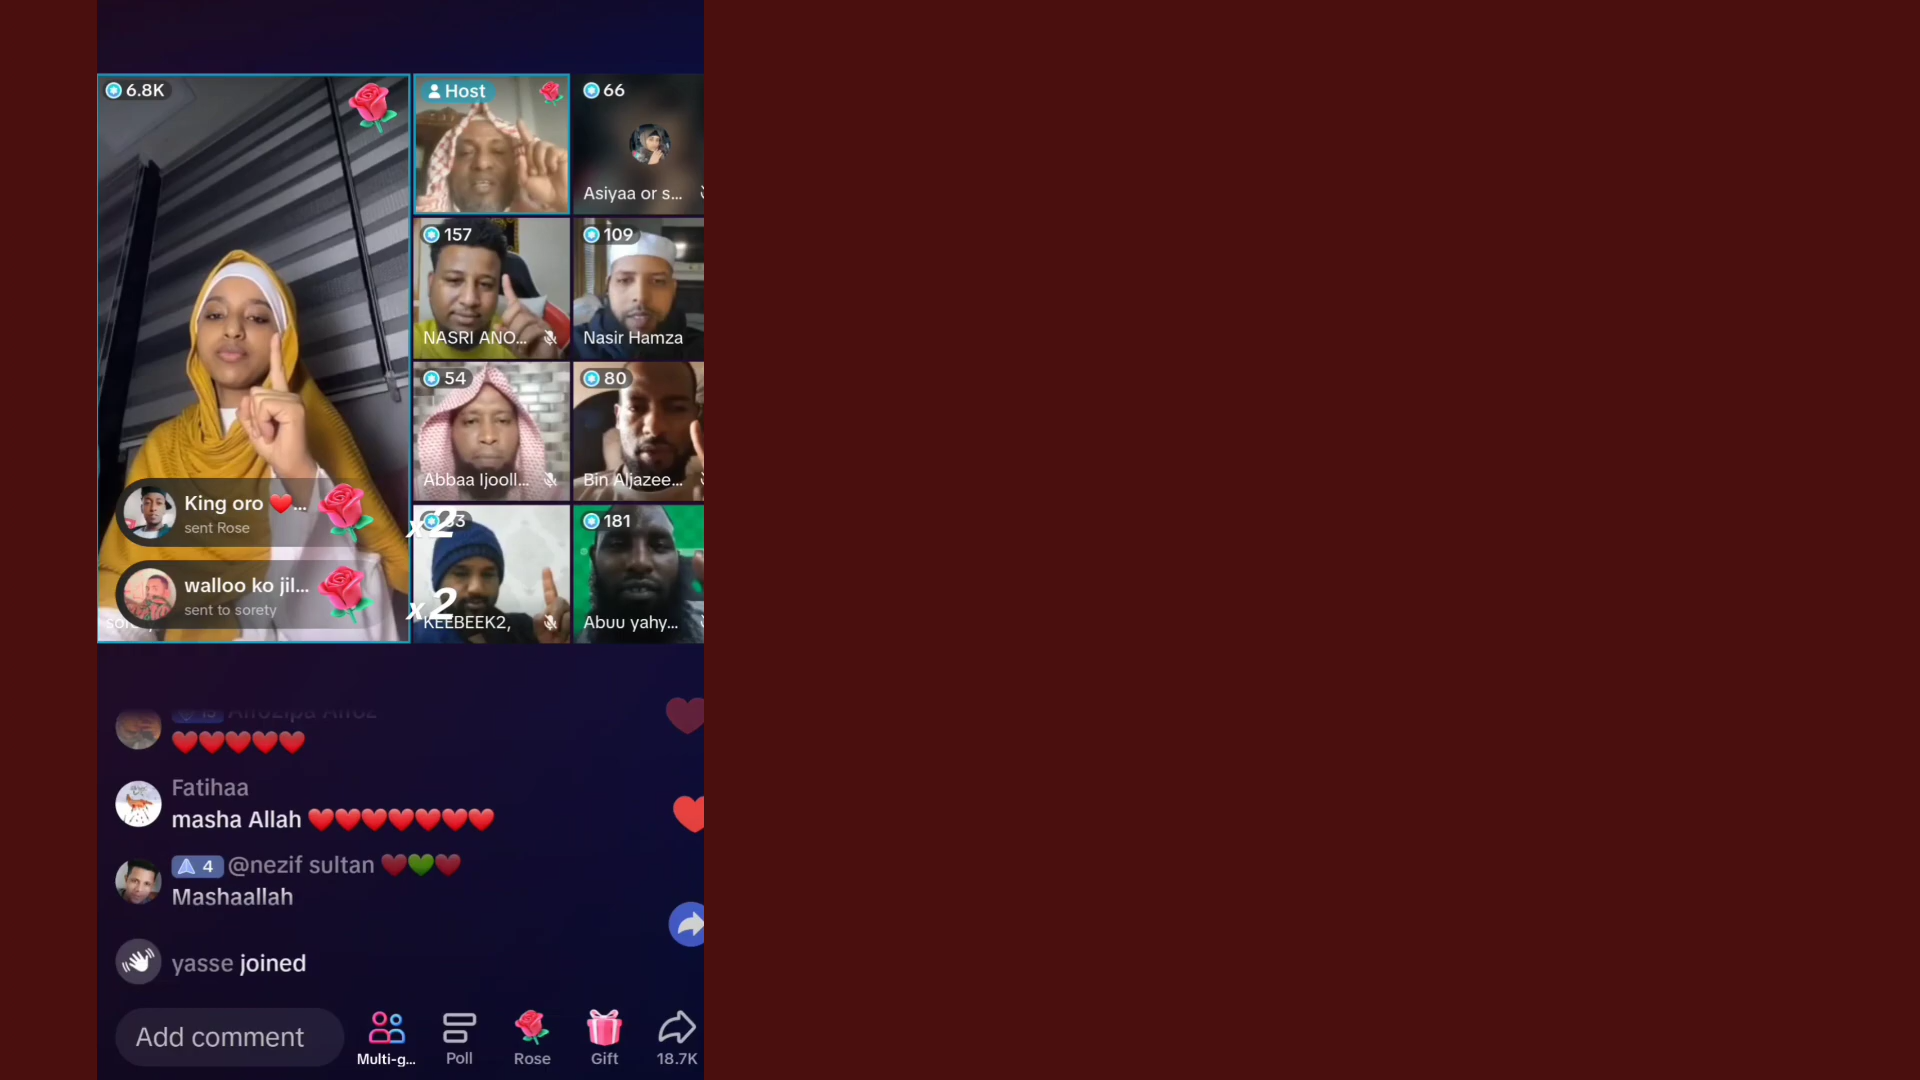 6.8K
Host
66
Asiyaa or s...
157
109
NASRI ANO...
Nasir Hamza
54
80
Abbaa Ijooll...
Bin Aljazee...
King oro ❤️...
sent Rose
x2
181
walloo ko jil...
sent to sorety
x2
KEEBEEK2,
Abuu yahy...
❤️❤️❤️❤️❤️
Fatihaa
masha Allah ❤️❤️❤️❤️❤️❤️❤️
4 @nezif sultan ❤️💚❤️
Mashaallah
yasse joined
Add comment
Multi-g...
Poll
Rose
Gift
18.7K